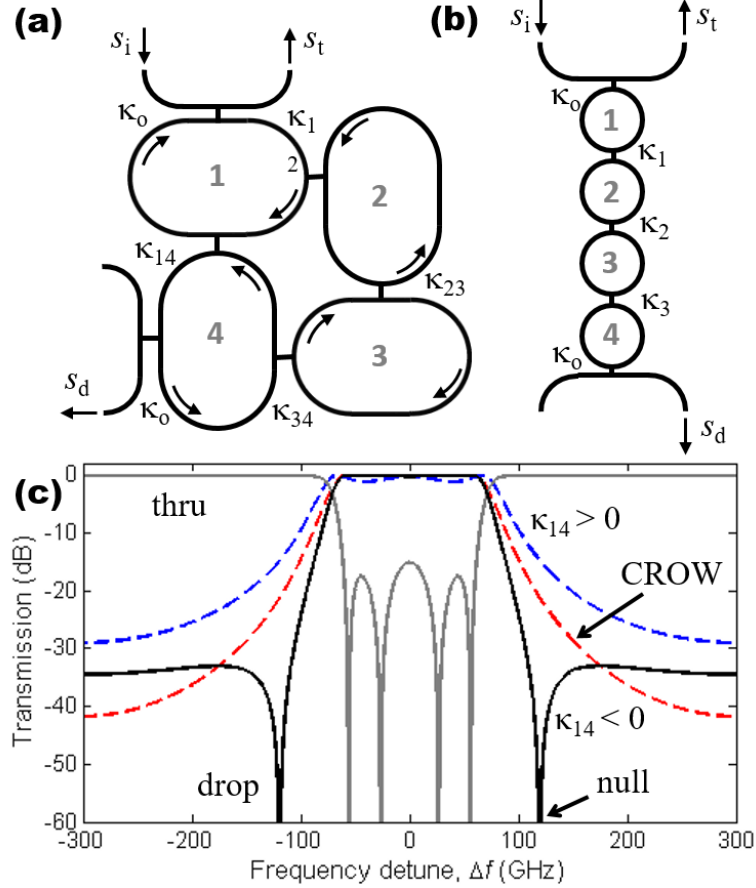 (a)
s_i
s_t
κ_o
κ_1
2
1
2
κ_14
κ_23
4
3
s_d
κ_o
κ_34
(b)
s_i
s_t
κ_o
1
κ_1
2
κ_2
3
κ_3
4
κ_o
s_d
(c)
Transmission (dB)
0
-10
-20
-30
-40
-50
-60
thru
κ_14 > 0
CROW
κ_14 < 0
drop
null
-300 -200 -100 0 100 200 300
Frequency detune, Δf (GHz)